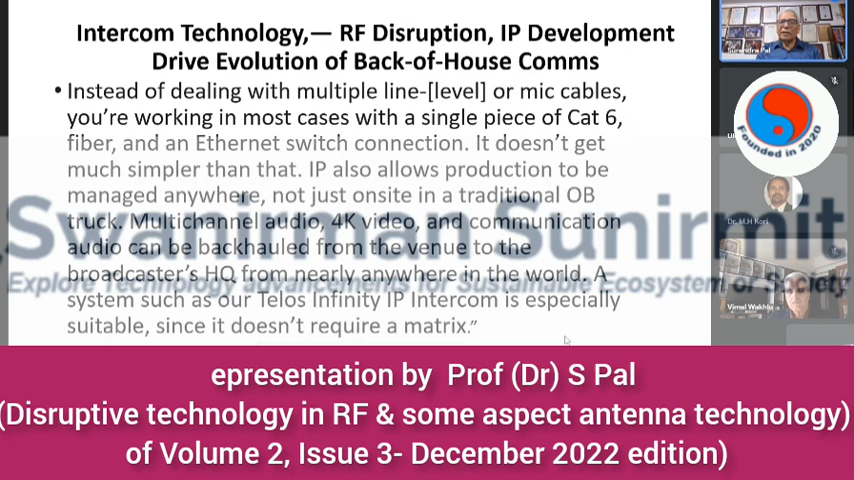 Intercom Technology,— RF Disruption, IP Development
Drive Evolution of Back-of-House Comms
• Instead of dealing with multiple line-[level] or mic cables,
you're working in most cases with a single piece of Cat 6,
fiber, and an Ethernet switch connection. It doesn't get
much simpler than that. IP also allows production to be
managed anywhere, not just onsite in a traditional OB
truck. Multichannel audio, 4K video, and communication
audio can be backhauled from the venue to the
broadcaster's HQ from nearly anywhere in the world. A
system such as our Telos Infinity IP Intercom is especially
suitable, since it doesn't require a matrix."
Svanirman Sunirmit
Explore Technology advancements for Sustainable Ecosystem of Society
Surendra Pal
Founded in 2020
Dr. M.H Kori
Vimal Wakhlu
epresentation by Prof (Dr) S Pal
(Disruptive technology in RF & some aspect antenna technology)
of Volume 2, Issue 3- December 2022 edition)